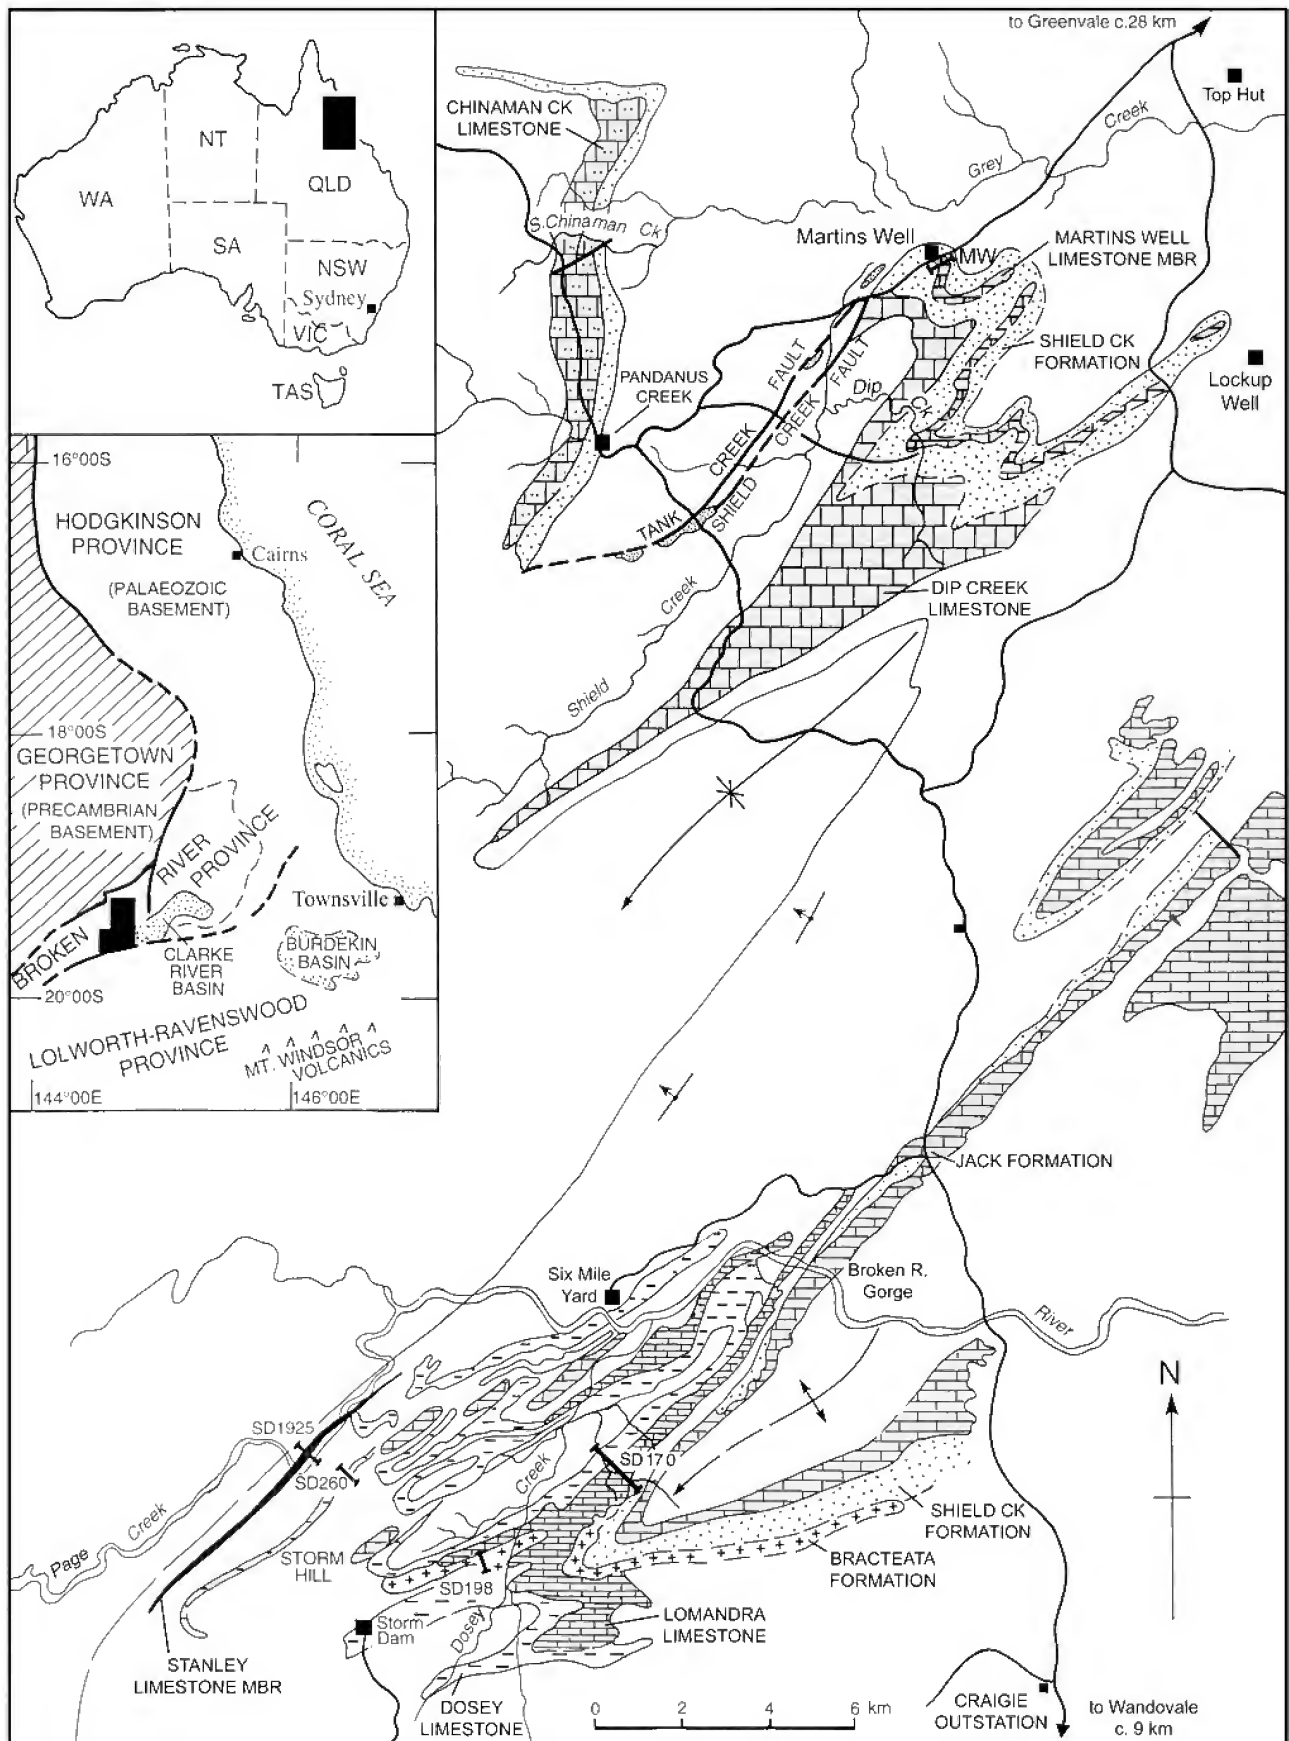 to Greenvale c.28 km
Top Hut
CHINAMAN CK
LIMESTONE
Creek
Grey
NT
WA
QLD
SA
NSW
Sydney
VIC
TAS
S.Chinaman Ck
Martins Well
MW
MARTINS WELL
LIMESTONE MBR
SHIELD CK
FORMATION
Lockup
Well
PANDANUS
CREEK
TANK CREEK FAULT
SHIELD CREEK FAULT
Dip Ck
DIP CREEK
LIMESTONE
Shield Creek
16°00S
HODGKINSON
PROVINCE
(PALAEOZOIC
BASEMENT)
Cairns
CORAL SEA
18°00S
GEORGETOWN
PROVINCE
(PRECAMBRIAN
BASEMENT)
BROKEN RIVER PROVINCE
Townsville
CLARKE
RIVER
BASIN
BURDEKIN
BASIN
20°00S
LOLWORTH-RAVENSWOOD
PROVINCE
MT. WINDSOR
VOLCANICS
144°00E
146°00E
JACK FORMATION
Six Mile
Yard
Broken R.
Gorge
River
N
SD1925
SD260
SD170
Creek
Page Creek
STORM
HILL
SD198
SHIELD CK
FORMATION
BRACTEATA
FORMATION
Storm
Dam
Dosey
LOMANDRA
LIMESTONE
STANLEY
LIMESTONE MBR
DOSEY
LIMESTONE
0 2 4 6 km
CRAIGIE
OUTSTATION
to Wandovale
c. 9 km